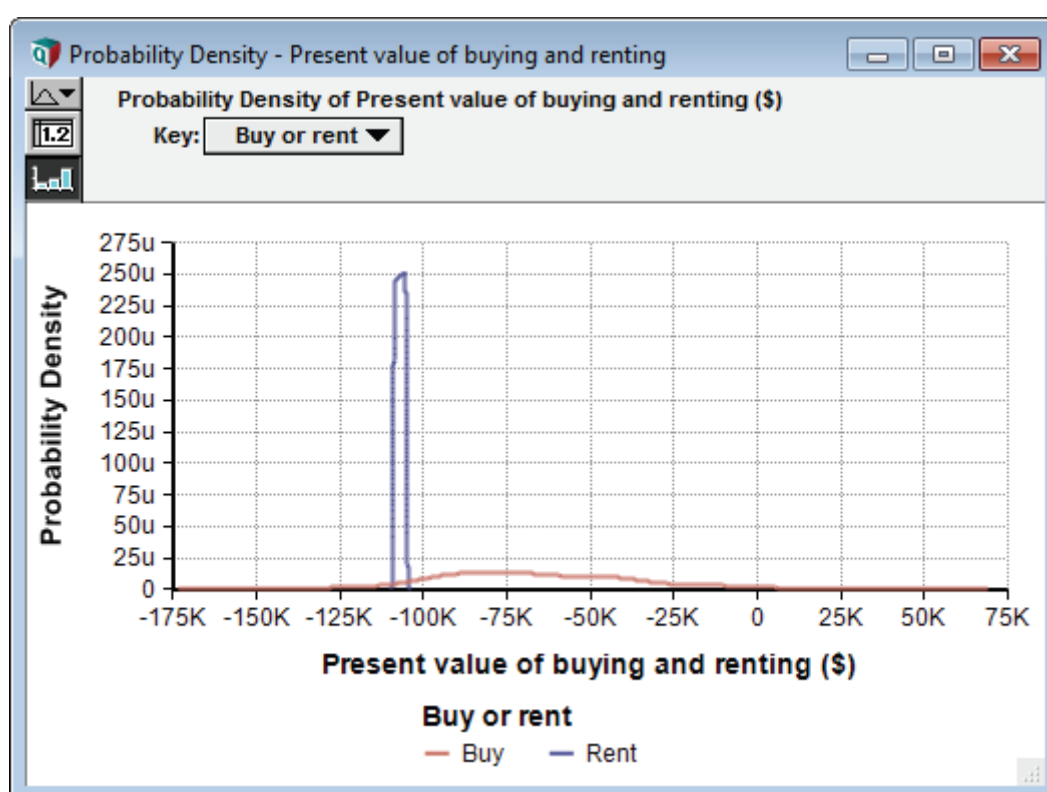 Probability Density - Present value of buying and renting
Probability Density of Present value of buying and renting ($)
1.2
Key: Buy or rent
Probability Density
275u
250u
225u
200u
175u
150u
125u
100u
75u
50u
25u
0
-175K -150K -125K -100K -75K -50K -25K 0 25K 50K 75K
Present value of buying and renting ($)
Buy or rent
Buy Rent